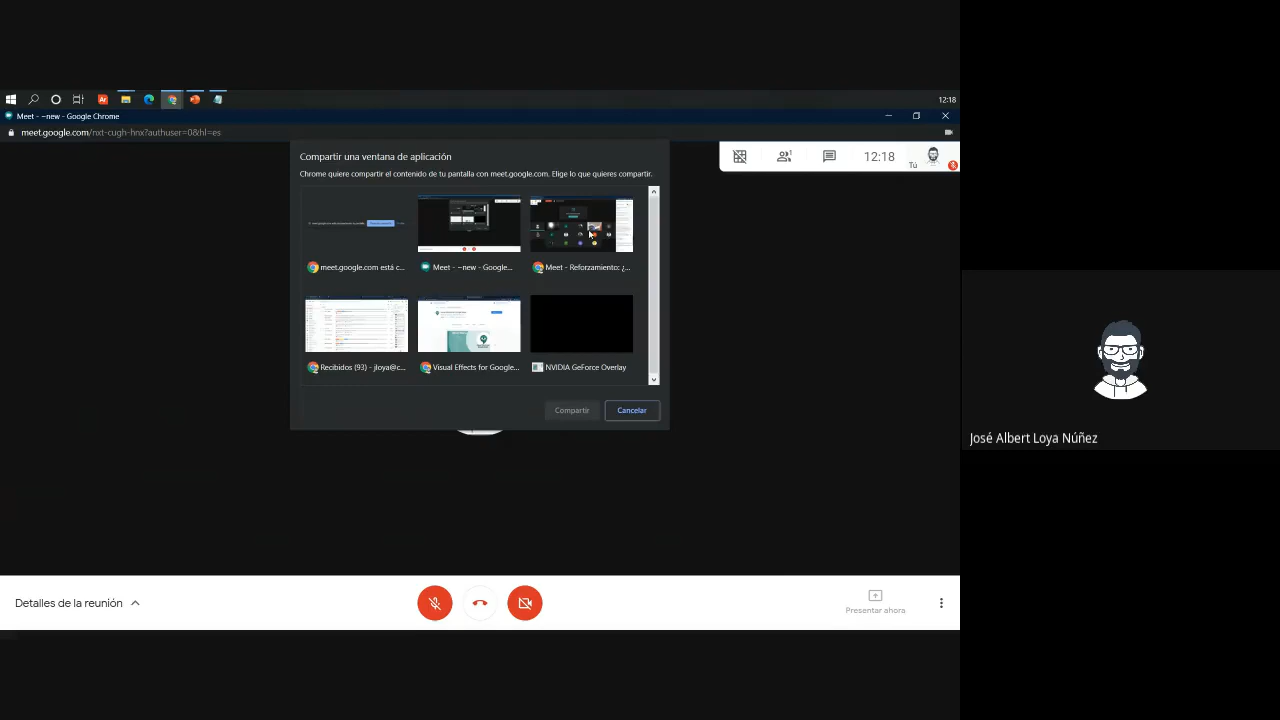 12:18
Meet - ~new - Google Chrome
meet.google.com/nxt-cugh-hnx?authuser=0&hl=es
Compartir una ventana de aplicación
Chrome quiere compartir el contenido de tu pantalla con meet.google.com. Elige lo que quieres compartir.
12:18
Tú
meet.google.com está c...
Meet - ~new - Google...
Meet - Reforzamiento: ¿...
Recibidos (93) - jloya@c...
Visual Effects for Google...
NVIDIA GeForce Overlay
Compartir
Cancelar
José Albert Loya Núñez
Detalles de la reunión
Presentar ahora